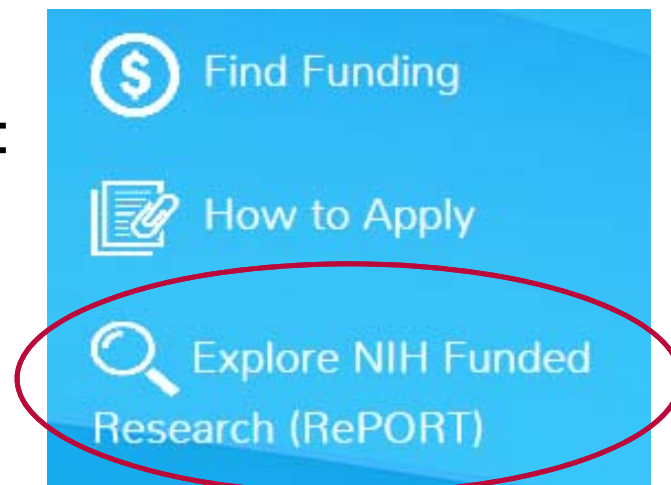 Find Funding
How to Apply
Explore NIH Funded
Research (RePORT)